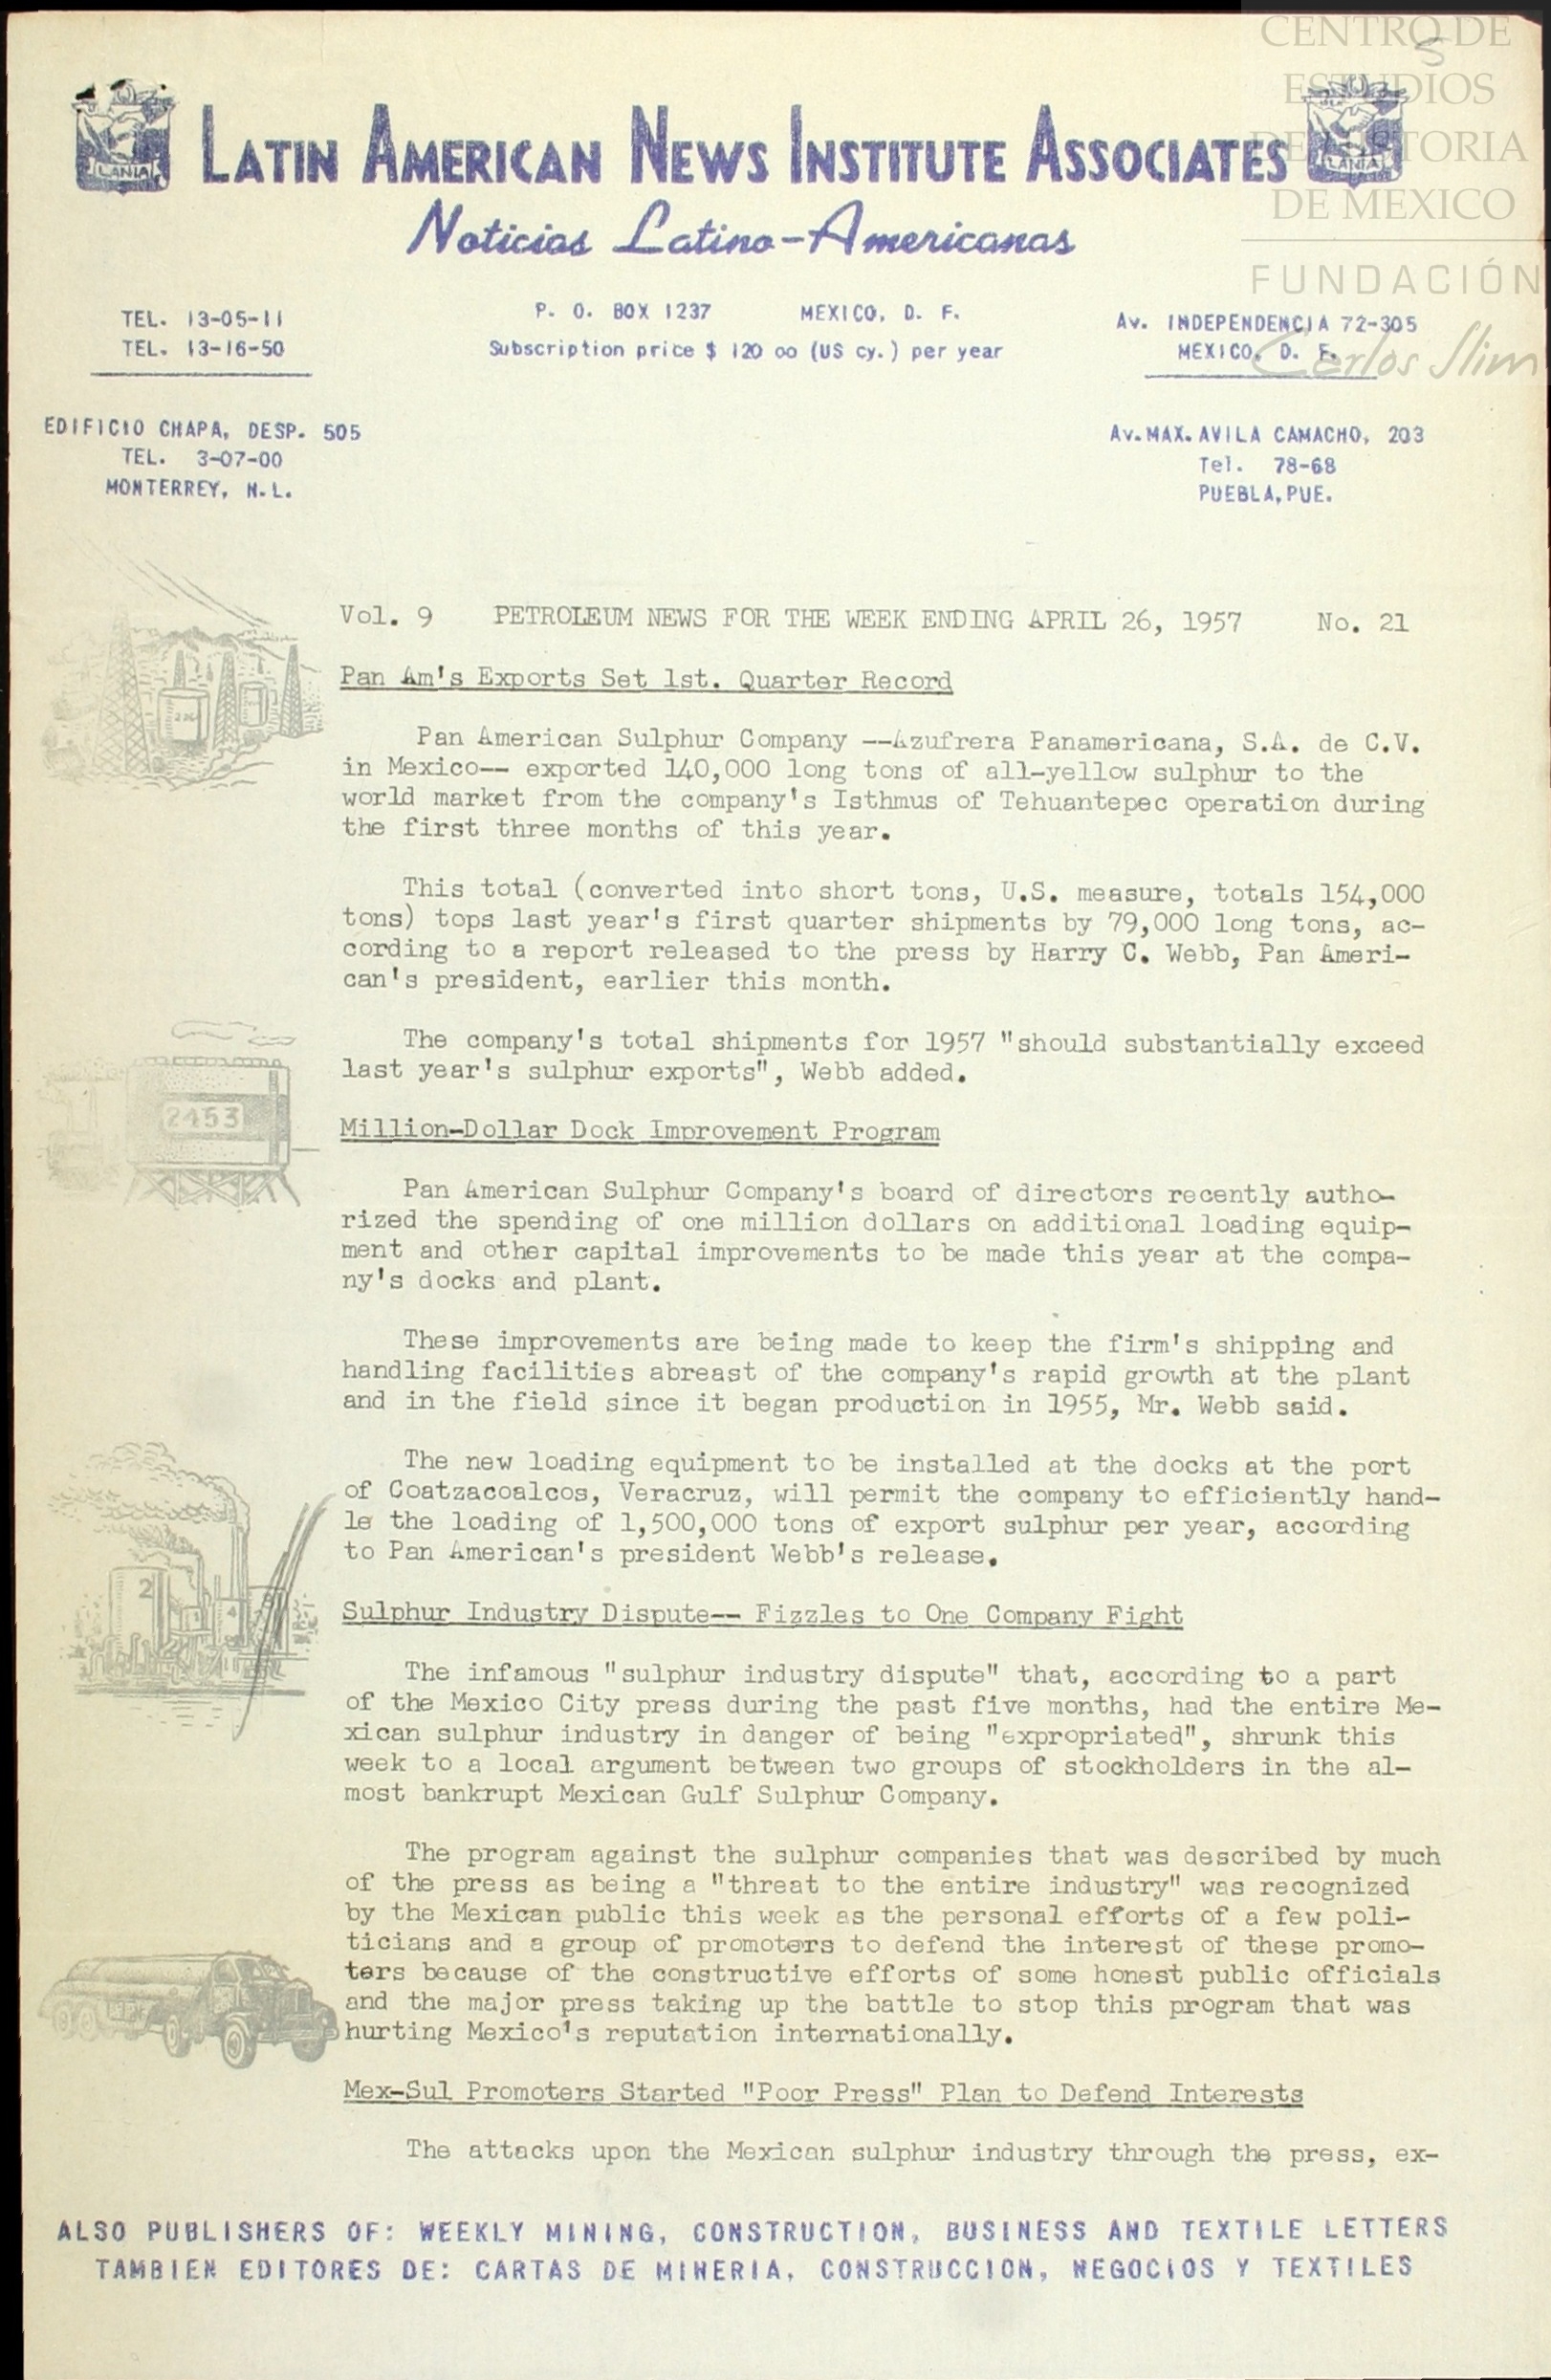 CENTRO DE
ESTUDIOS
DE HISTORIA
DE MEXICO
FUNDACIÓN
Carlos Slim
S
LANIA
LATIN AMERICAN NEWS INSTITUTE ASSOCIATES
LANIA
Noticias Latino-Americanas
TEL. 13-05-11
TEL. 13-16-50
P. O. BOX 1237 MEXICO, D. F.
Subscription price $ 120 oo (US cy.) per year
Av. INDEPENDENCIA 72-305
MEXICO, D. F.
EDIFICIO CHAPA, DESP. 505
TEL. 3-07-00
MONTERREY, N.L.
Av.MAX.AVILA CAMACHO, 203
Tel. 78-68
PUEBLA,PUE.
Vol. 9 PETROLEUM NEWS FOR THE WEEK ENDING APRIL 26, 1957 No. 21
Pan Am's Exports Set 1st. Quarter Record
Pan American Sulphur Company --Azufrera Panamericana, S.A. de C.V.
in Mexico-- exported 140,000 long tons of all-yellow sulphur to the
world market from the company's Isthmus of Tehuantepec operation during
the first three months of this year.
This total (converted into short tons, U.S. measure, totals 154,000
tons) tops last year's first quarter shipments by 79,000 long tons, ac-
cording to a report released to the press by Harry C. Webb, Pan Ameri-
can's president, earlier this month.
The company's total shipments for 1957 "should substantially exceed
last year's sulphur exports", Webb added.
2453
Million-Dollar Dock Improvement Program
Pan American Sulphur Company's board of directors recently autho-
rized the spending of one million dollars on additional loading equip-
ment and other capital improvements to be made this year at the compa-
ny's docks and plant.
These improvements are being made to keep the firm's shipping and
handling facilities abreast of the company's rapid growth at the plant
and in the field since it began production in 1955, Mr. Webb said.
The new loading equipment to be installed at the docks at the port
of Coatzacoalcos, Veracruz, will permit the company to efficiently hand-
le the loading of 1,500,000 tons of export sulphur per year, according
to Pan American's president Webb's release.
2
4
Sulphur Industry Dispute-- Fizzles to One Company Fight
The infamous "sulphur industry dispute" that, according to a part
of the Mexico City press during the past five months, had the entire Me-
xican sulphur industry in danger of being "expropriated", shrunk this
week to a local argument between two groups of stockholders in the al-
most bankrupt Mexican Gulf Sulphur Company.
The program against the sulphur companies that was described by much
of the press as being a "threat to the entire industry" was recognized
by the Mexican public this week as the personal efforts of a few poli-
ticians and a group of promoters to defend the interest of these promo-
ters because of the constructive efforts of some honest public officials
and the major press taking up the battle to stop this program that was
hurting Mexico's reputation internationally.
Mex-Sul Promoters Started "Poor Press" Plan to Defend Interests
The attacks upon the Mexican sulphur industry through the press, ex-
ALSO PUBLISHERS OF: WEEKLY MINING, CONSTRUCTION, BUSINESS AND TEXTILE LETTERS
TAMBIEN EDITORES DE: CARTAS DE MINERIA, CONSTRUCCION, NEGOCIOS Y TEXTILES